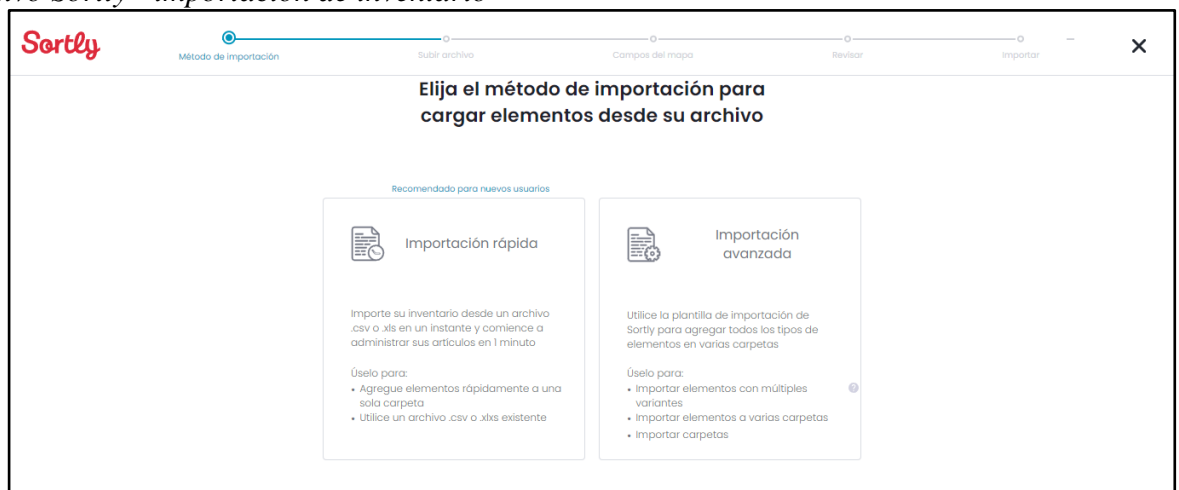 Sortly - importación de inventario
Sortly
Método de importación
Subir archivo
Campos del mapa
Revisar
Importar
Elija el método de importación para
cargar elementos desde su archivo
Recomendado para nuevos usuarios
Importación rápida
Importe su inventario desde un archivo
.csv o .xls en un instante y comience a
administrar sus artículos en 1 minuto
Úselo para:
• Agregue elementos rápidamente a una
sola carpeta
• Utilice un archivo .csv o .xlxs existente
Importación
avanzada
Utilice la plantilla de importación de
Sortly para agregar todos los tipos de
elementos en varias carpetas
Úselo para:
• Importar elementos con múltiples
variantes
• Importar elementos a varias carpetas
• Importar carpetas
?